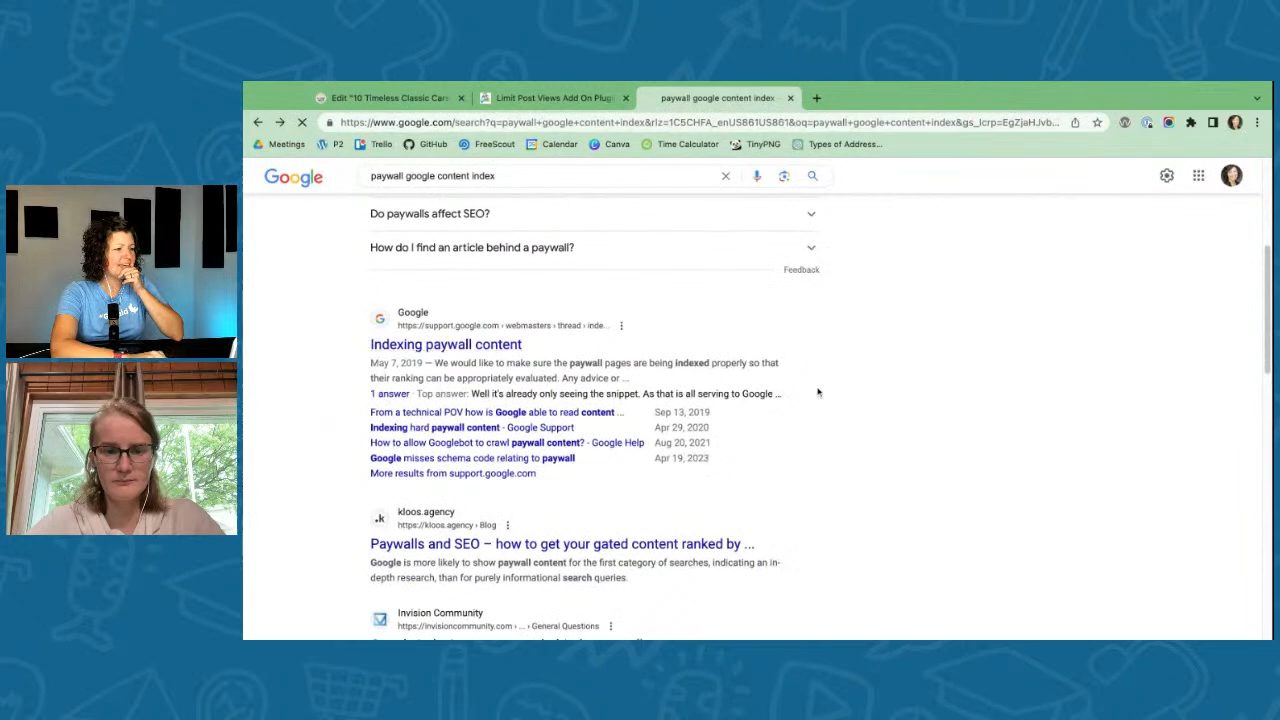 Edit "10 Timeless Classic Cars
Limit Post Views Add On Plug
paywall google content index
https://www.google.com/search?q=paywall+google+content+index&rlz=1C5CHFA_enUS861US861&oq=paywall+google+content+index&gs_lcrp=EgZjaHJvb...
Meetings P2 Trello GitHub FreeScout Calendar Canva Time Calculator TinyPNG Types of Address...
Google paywall google content index
Do paywalls affect SEO?
How do I find an article behind a paywall?
Feedback
Google
https://support.google.com › webmasters › thread › inde...
Indexing paywall content
May 7, 2019 — We would like to make sure the paywall pages are being indexed properly so that
their ranking can be appropriately evaluated. Any advice or ...
1 answer · Top answer: Well it's already only seeing the snippet. As that is all serving to Google ...
From a technical POV how is Google able to read content ... Sep 13, 2019
Indexing hard paywall content - Google Support Apr 29, 2020
How to allow Googlebot to crawl paywall content? - Google Help Aug 20, 2021
Google misses schema code relating to paywall Apr 19, 2023
More results from support.google.com
.k kloos.agency
https://kloos.agency › Blog
Paywalls and SEO – how to get your gated content ranked by ...
Google is more likely to show paywall content for the first category of searches, indicating an in-
depth research, than for purely informational search queries.
Invision Community
https://invisioncommunity.com › ... › General Questions